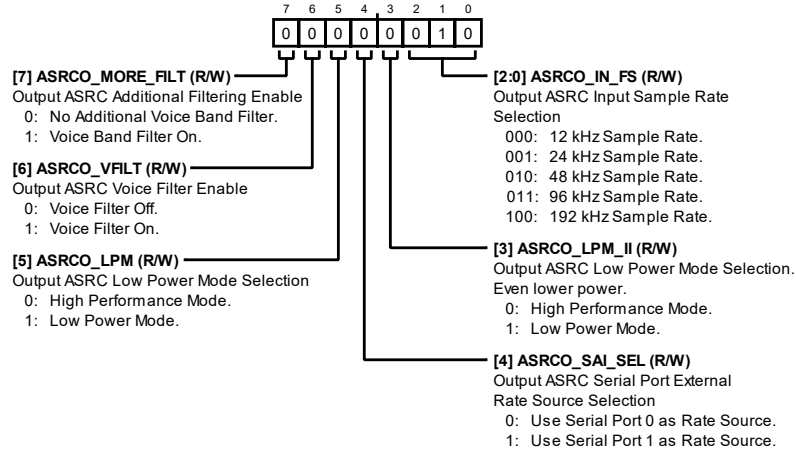 7 6 5 4 3 2 1 0
0 0 0 0 0 0 1 0
[7] ASRCO_MORE_FILT (R/W)
Output ASRC Additional Filtering Enable
0: No Additional Voice Band Filter.
1: Voice Band Filter On.
[6] ASRCO_VFILT (R/W)
Output ASRC Voice Filter Enable
0: Voice Filter Off.
1: Voice Filter On.
[5] ASRCO_LPM (R/W)
Output ASRC Low Power Mode Selection
0: High Performance Mode.
1: Low Power Mode.
[2:0] ASRCO_IN_FS (R/W)
Output ASRC Input Sample Rate
Selection
000: 12 kHz Sample Rate.
001: 24 kHz Sample Rate.
010: 48 kHz Sample Rate.
011: 96 kHz Sample Rate.
100: 192 kHz Sample Rate.
[3] ASRCO_LPM_II (R/W)
Output ASRC Low Power Mode Selection.
Even lower power.
0: High Performance Mode.
1: Low Power Mode.
[4] ASRCO_SAI_SEL (R/W)
Output ASRC Serial Port External
Rate Source Selection
0: Use Serial Port 0 as Rate Source.
1: Use Serial Port 1 as Rate Source.